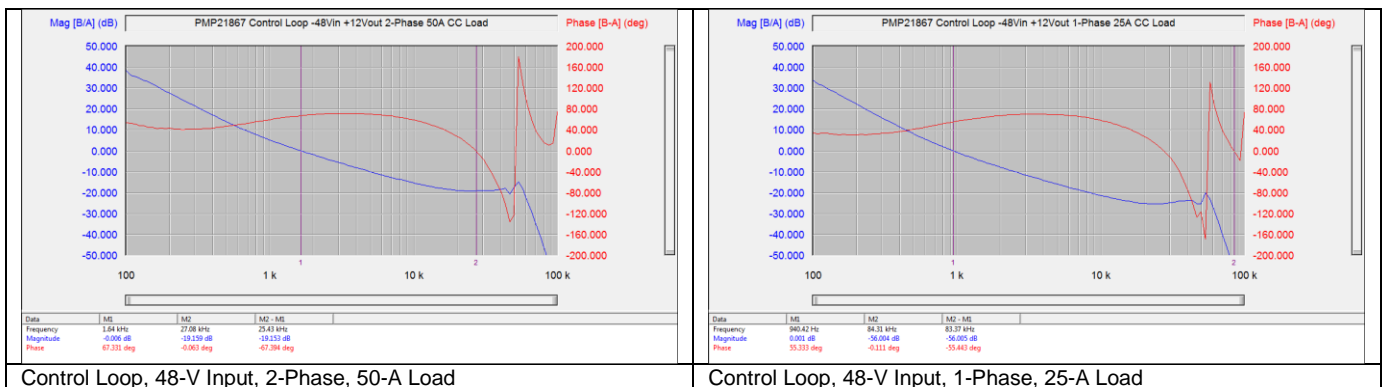 Mag [B/A] (dB)
PMP21867 Control Loop -48Vin +12Vout 2-Phase 50A CC Load
Phase [B-A] (deg)
50.000
200.000
40.000
160.000
30.000
120.000
20.000
80.000
10.000
40.000
0.000
0.000
-10.000
-40.000
-20.000
-80.000
-30.000
-120.000
-40.000
-160.000
-50.000
-200.000
1
2
100
1 k
10 k
100 k
Data
M1
M2
M2 - M1
Frequency
1.64 kHz
27.08 kHz
25.43 kHz
Magnitude
-0.006 dB
-19.159 dB
-19.153 dB
Phase
67.331 deg
-0.063 deg
-67.394 deg
Control Loop, 48-V Input, 2-Phase, 50-A Load
Mag [B/A] (dB)
PMP21867 Control Loop -48Vin +12Vout 1-Phase 25A CC Load
Phase [B-A] (deg)
50.000
200.000
40.000
160.000
30.000
120.000
20.000
80.000
10.000
40.000
0.000
0.000
-10.000
-40.000
-20.000
-80.000
-30.000
-120.000
-40.000
-160.000
-50.000
-200.000
1
2
100
1 k
10 k
100 k
Data
M1
M2
M2 - M1
Frequency
940.42 Hz
84.31 kHz
83.37 kHz
Magnitude
0.001 dB
-56.004 dB
-56.005 dB
Phase
55.333 deg
-0.111 deg
-55.443 deg
Control Loop, 48-V Input, 1-Phase, 25-A Load